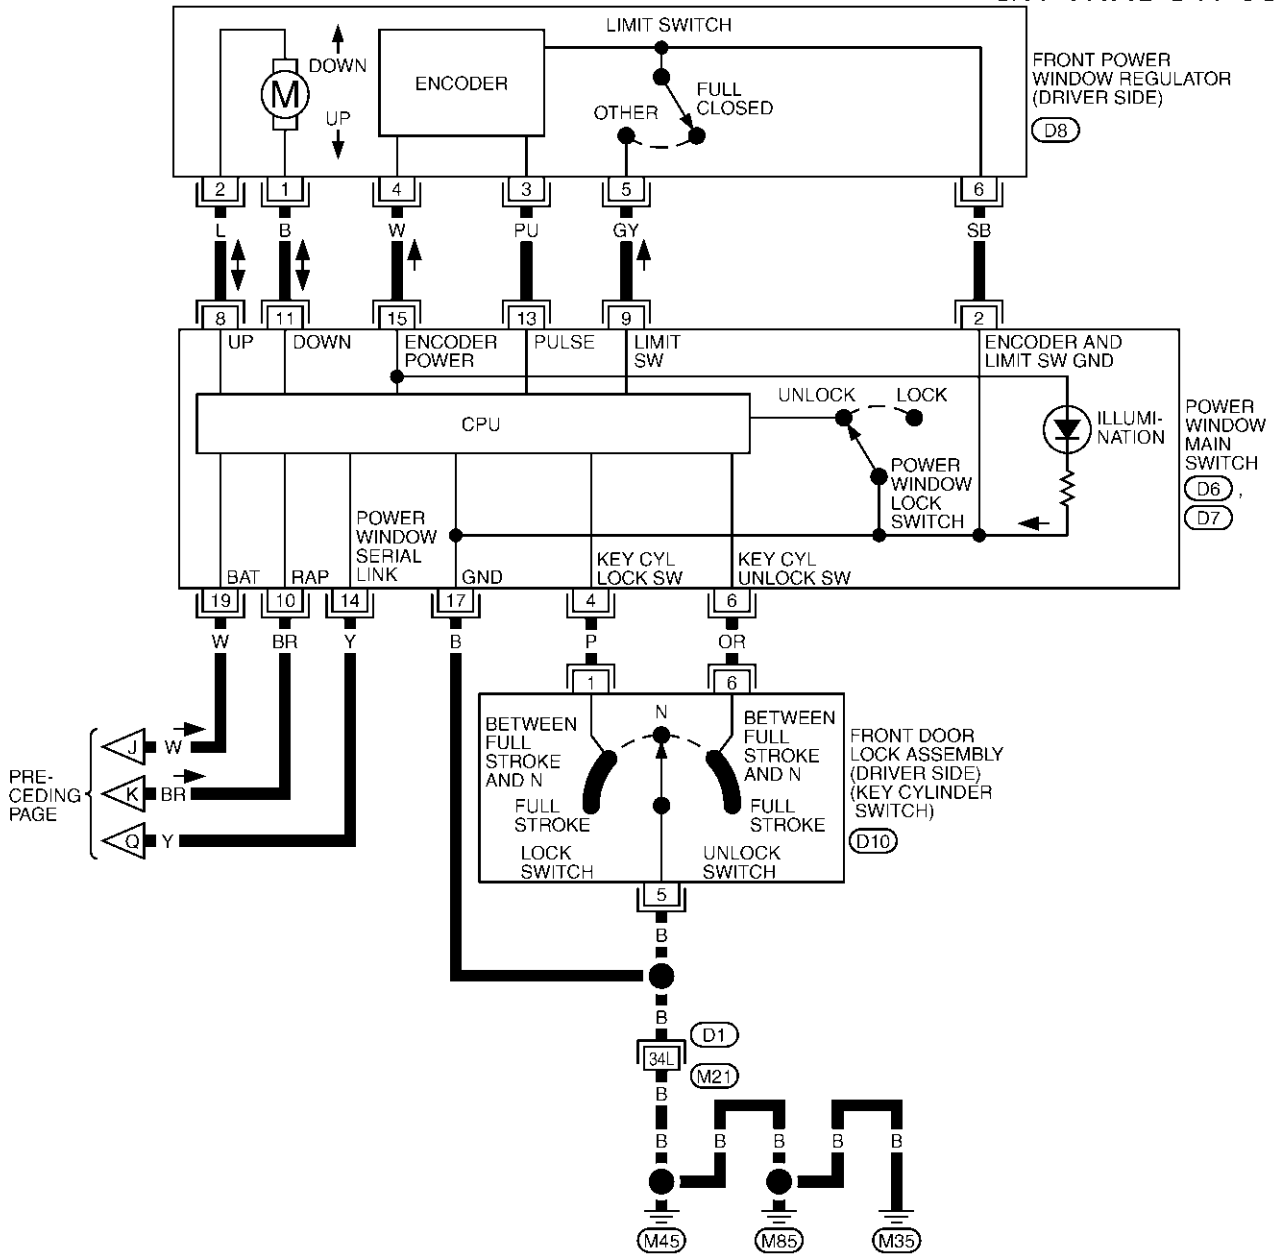 LIMIT SWITCH
DOWN
M
UP
ENCODER
FULL
CLOSED
OTHER
FRONT POWER
WINDOW REGULATOR
(DRIVER SIDE)
D8
2 1 4 3 5 6
L B W PU GY SB
8 11 15 13 9 2
UP
DOWN
ENCODER
POWER
PULSE
LIMIT
SW
ENCODER AND
LIMIT SW GND
CPU
UNLOCK
LOCK
ILLUMI-
NATION
POWER
WINDOW
LOCK
SWITCH
POWER
WINDOW
MAIN
SWITCH
D6 ,
D7
POWER
WINDOW
SERIAL
LINK
BAT
RAP
GND
KEY CYL
LOCK SW
KEY CYL
UNLOCK SW
19 10 14 17 4 6
W BR Y B P OR
1 6
PRE-
CEDING
PAGE
J W
K BR
Q Y
BETWEEN
FULL
STROKE
AND N
N
BETWEEN
FULL
STROKE
AND N
FULL
STROKE
FULL
STROKE
LOCK
SWITCH
UNLOCK
SWITCH
FRONT DOOR
LOCK ASSEMBLY
(DRIVER SIDE)
(KEY CYLINDER
SWITCH)
D10
5
B
B
D1
34L
M21
B
B B B B B
M45 M85 M35